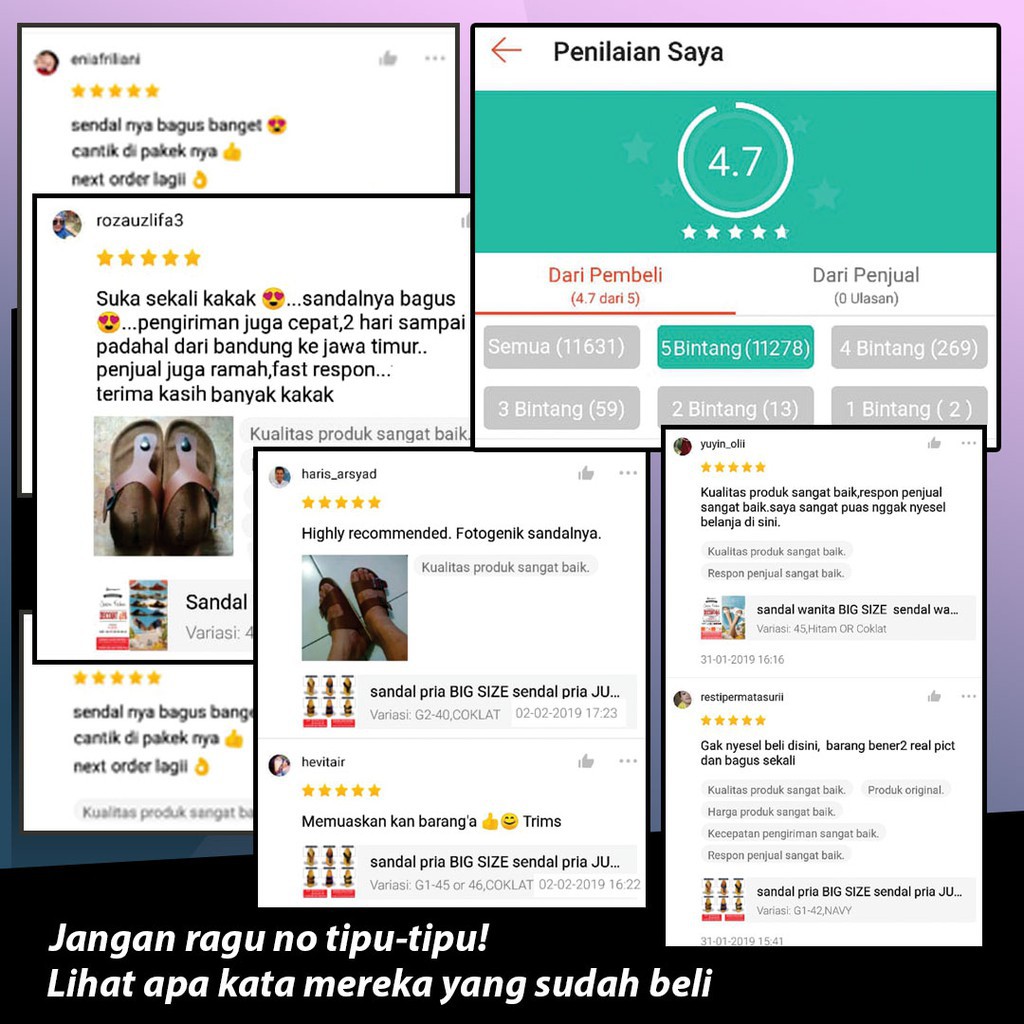 eniafriliani
sendal nya bagus banget 😍
cantik di pakek nya 👍
next order lagii 👌
rozauzlifa3
Suka sekali kakak 😍...sandalnya bagus
😍...pengiriman juga cepat,2 hari sampai
padahal dari bandung ke jawa timur..
penjual juga ramah,fast respon...
terima kasih banyak kakak
Kualitas produk sangat baik.
Sandal
Variasi: 4
sendal nya bagus bange
cantik di pakek nya 👍
next order lagii 👌
Kualitas produk sangat
Penilaian Saya
4.7
Dari Pembeli
(4.7 dari 5)
Dari Penjual
(0 Ulasan)
Semua (11631)
5Bintang(11278)
4 Bintang (269)
3 Bintang (59)
2 Bintang (13)
1 Bintang ( 2 )
haris_arsyad
Highly recommended. Fotogenik sandalnya.
Kualitas produk sangat baik.
sandal pria BIG SIZE sendal pria JU...
Variasi: G2-40,COKLAT 02-02-2019 17:23
hevitair
Memuaskan kan barang'a 👍😊 Trims
sandal pria BIG SIZE sendal pria JU...
Variasi: G1-45 or 46,COKLAT 02-02-2019 16:22
yuyin_olii
Kualitas produk sangat baik,respon penjual
sangat baik.saya sangat puas nggak nyesel
belanja di sini.
Kualitas produk sangat baik.
Respon penjual sangat baik.
sandal wanita BIG SIZE sendal wa...
Variasi: 45,Hitam OR Coklat
31-01-2019 16:16
restipermatasurii
Gak nyesel beli disini, barang bener2 real pict
dan bagus sekali
Kualitas produk sangat baik. Produk original.
Harga produk sangat baik.
Kecepatan pengiriman sangat baik.
Respon penjual sangat baik.
sandal pria BIG SIZE sendal pria JU...
Variasi: G1-42,NAVY
31-01-2019 15:41
Jangan ragu no tipu-tipu!
Lihat apa kata mereka yang sudah beli